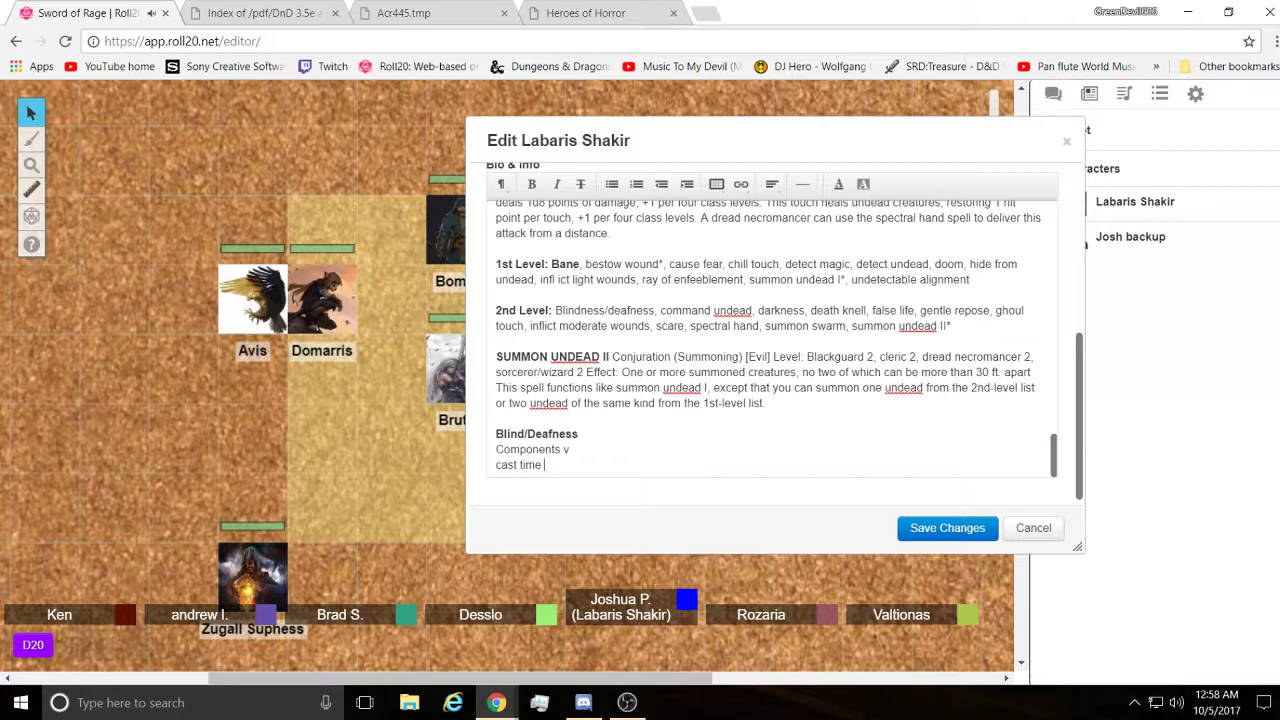 Sword of Rage | Roll20
Index of /pdf/DnD 3.5e
Acr445.tmp
Heroes of Horror
GreenDevil686
https://app.roll20.net/editor/
Apps
YouTube home
Sony Creative Softwa
Twitch
Roll20: Web-based or
Dungeons & Dragons
Music To My Devil (M
DJ Hero - Wolfgang G
SRD:Treasure - D&D
Pan flute World Musi
»
Other bookmarks
Edit Labaris Shakir
Bio & Info
deals 1d8 points of damage, +1 per four class levels. This touch heals undead creatures, restoring 1 hit
point per touch, +1 per four class levels. A dread necromancer can use the spectral hand spell to deliver this
attack from a distance.
1st Level: Bane, bestow wound*, cause fear, chill touch, detect magic, detect undead, doom, hide from
undead, infl ict light wounds, ray of enfeeblement, summon undead I*, undetectable alignment
2nd Level: Blindness/deafness, command undead, darkness, death knell, false life, gentle repose, ghoul
touch, inflict moderate wounds, scare, spectral hand, summon swarm, summon undead II*
SUMMON UNDEAD II Conjuration (Summoning) [Evil] Level: Blackguard 2, cleric 2, dread necromancer 2,
sorcerer/wizard 2 Effect: One or more summoned creatures, no two of which can be more than 30 ft. apart
This spell functions like summon undead I, except that you can summon one undead from the 2nd-level list
or two undead of the same kind from the 1st-level list.
Blind/Deafness
Components v
cast time
Save Changes
Cancel
et
racters
Labaris Shakir
Josh backup
Avis
Domarris
Bom
Brut
Zugall Suphess
Ken
andrew l.
Brad S.
Desslo
Joshua P.
(Labaris Shakir)
Rozaria
Valtionas
D20
Type here to search
12:58 AM
10/5/2017